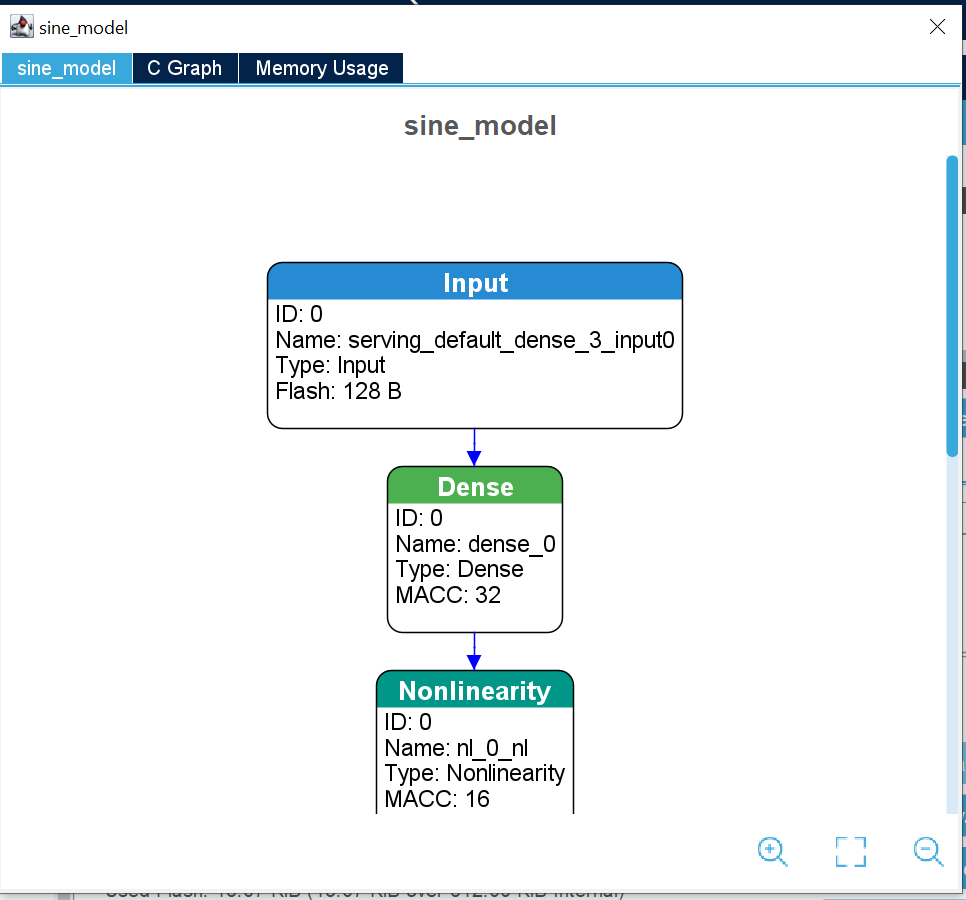 sine_model
sine_model
C Graph
Memory Usage
sine_model
Input
ID: 0
Name: serving_default_dense_3_input0
Type: Input
Flash: 128 B
Dense
ID: 0
Name: dense_0
Type: Dense
MACC: 32
Nonlinearity
ID: 0
Name: nl_0_nl
Type: Nonlinearity
MACC: 16